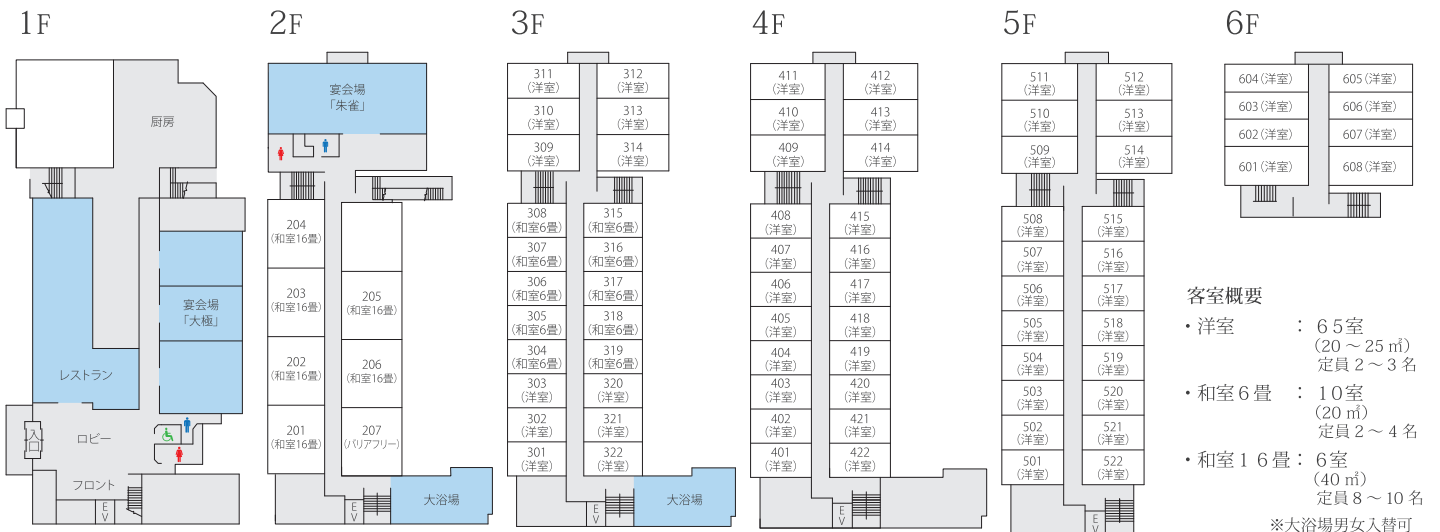 1F
厨房
レストラン
宴会場
「大極」
入口
ロビー
フロント
EV
2F
宴会場
「朱雀」
204
(和室16畳)
203
(和室16畳)
202
(和室16畳)
201
(和室16畳)
205
(和室16畳)
206
(和室16畳)
207
(バリアフリー)
大浴場
EV
3F
311
(洋室)
310
(洋室)
309
(洋室)
312
(洋室)
313
(洋室)
314
(洋室)
308
(和室6畳)
307
(和室6畳)
306
(和室6畳)
305
(和室6畳)
304
(和室6畳)
303
(洋室)
302
(洋室)
301
(洋室)
315
(和室6畳)
316
(和室6畳)
317
(和室6畳)
318
(和室6畳)
319
(和室6畳)
320
(洋室)
321
(洋室)
322
(洋室)
大浴場
EV
4F
411
(洋室)
410
(洋室)
409
(洋室)
412
(洋室)
413
(洋室)
414
(洋室)
408
(洋室)
407
(洋室)
406
(洋室)
405
(洋室)
404
(洋室)
403
(洋室)
402
(洋室)
401
(洋室)
415
(洋室)
416
(洋室)
417
(洋室)
418
(洋室)
419
(洋室)
420
(洋室)
421
(洋室)
422
(洋室)
EV
5F
511
(洋室)
510
(洋室)
509
(洋室)
512
(洋室)
513
(洋室)
514
(洋室)
508
(洋室)
507
(洋室)
506
(洋室)
505
(洋室)
504
(洋室)
503
(洋室)
502
(洋室)
501
(洋室)
515
(洋室)
516
(洋室)
517
(洋室)
518
(洋室)
519
(洋室)
520
(洋室)
521
(洋室)
522
(洋室)
EV
6F
604(洋室)
603(洋室)
602(洋室)
601(洋室)
605(洋室)
606(洋室)
607(洋室)
608(洋室)
客室概要
・洋室 : 65室
(20～25㎡)
定員2～3名
・和室6畳 : 10室
(20㎡)
定員2～4名
・和室16畳 : 6室
(40㎡)
定員8～10名
※大浴場男女入替可